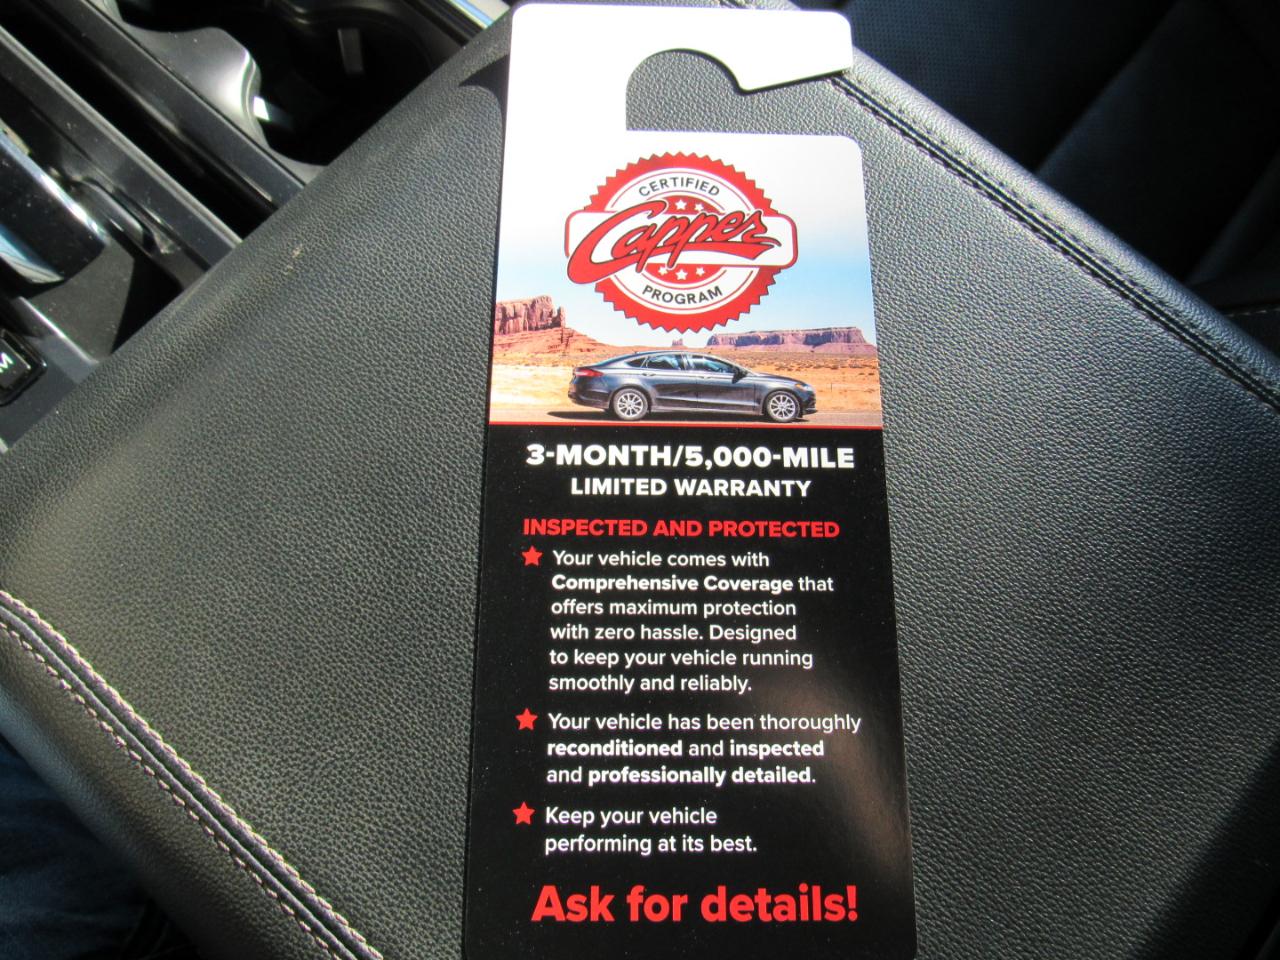 CERTIFIED
Capper
PROGRAM
M
3-MONTH/5,000-MILE
LIMITED WARRANTY
INSPECTED AND PROTECTED
Your vehicle comes with
Comprehensive Coverage that
offers maximum protection
with zero hassle. Designed
to keep your vehicle running
smoothly and reliably.
Your vehicle has been thoroughly
reconditioned and inspected
and professionally detailed.
Keep your vehicle
performing at its best.
Ask for details!